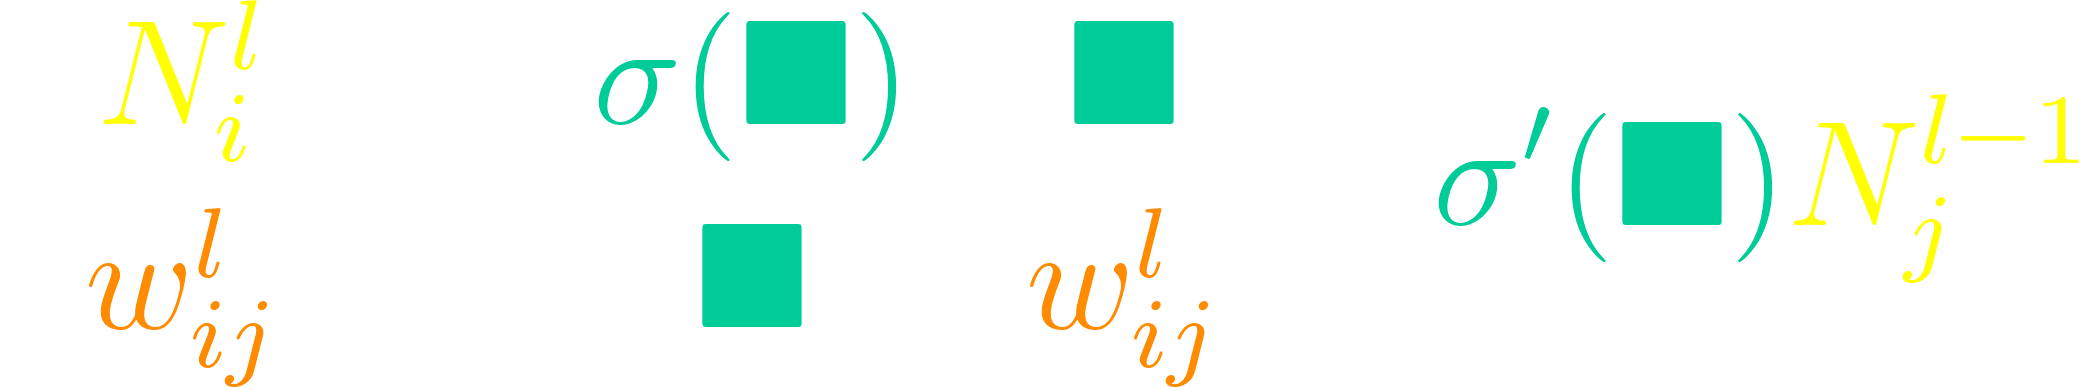 N_i^l σ(■) ■
σ′(■) N_j^{l−1}
w_{ij}^l ■ w_{ij}^l